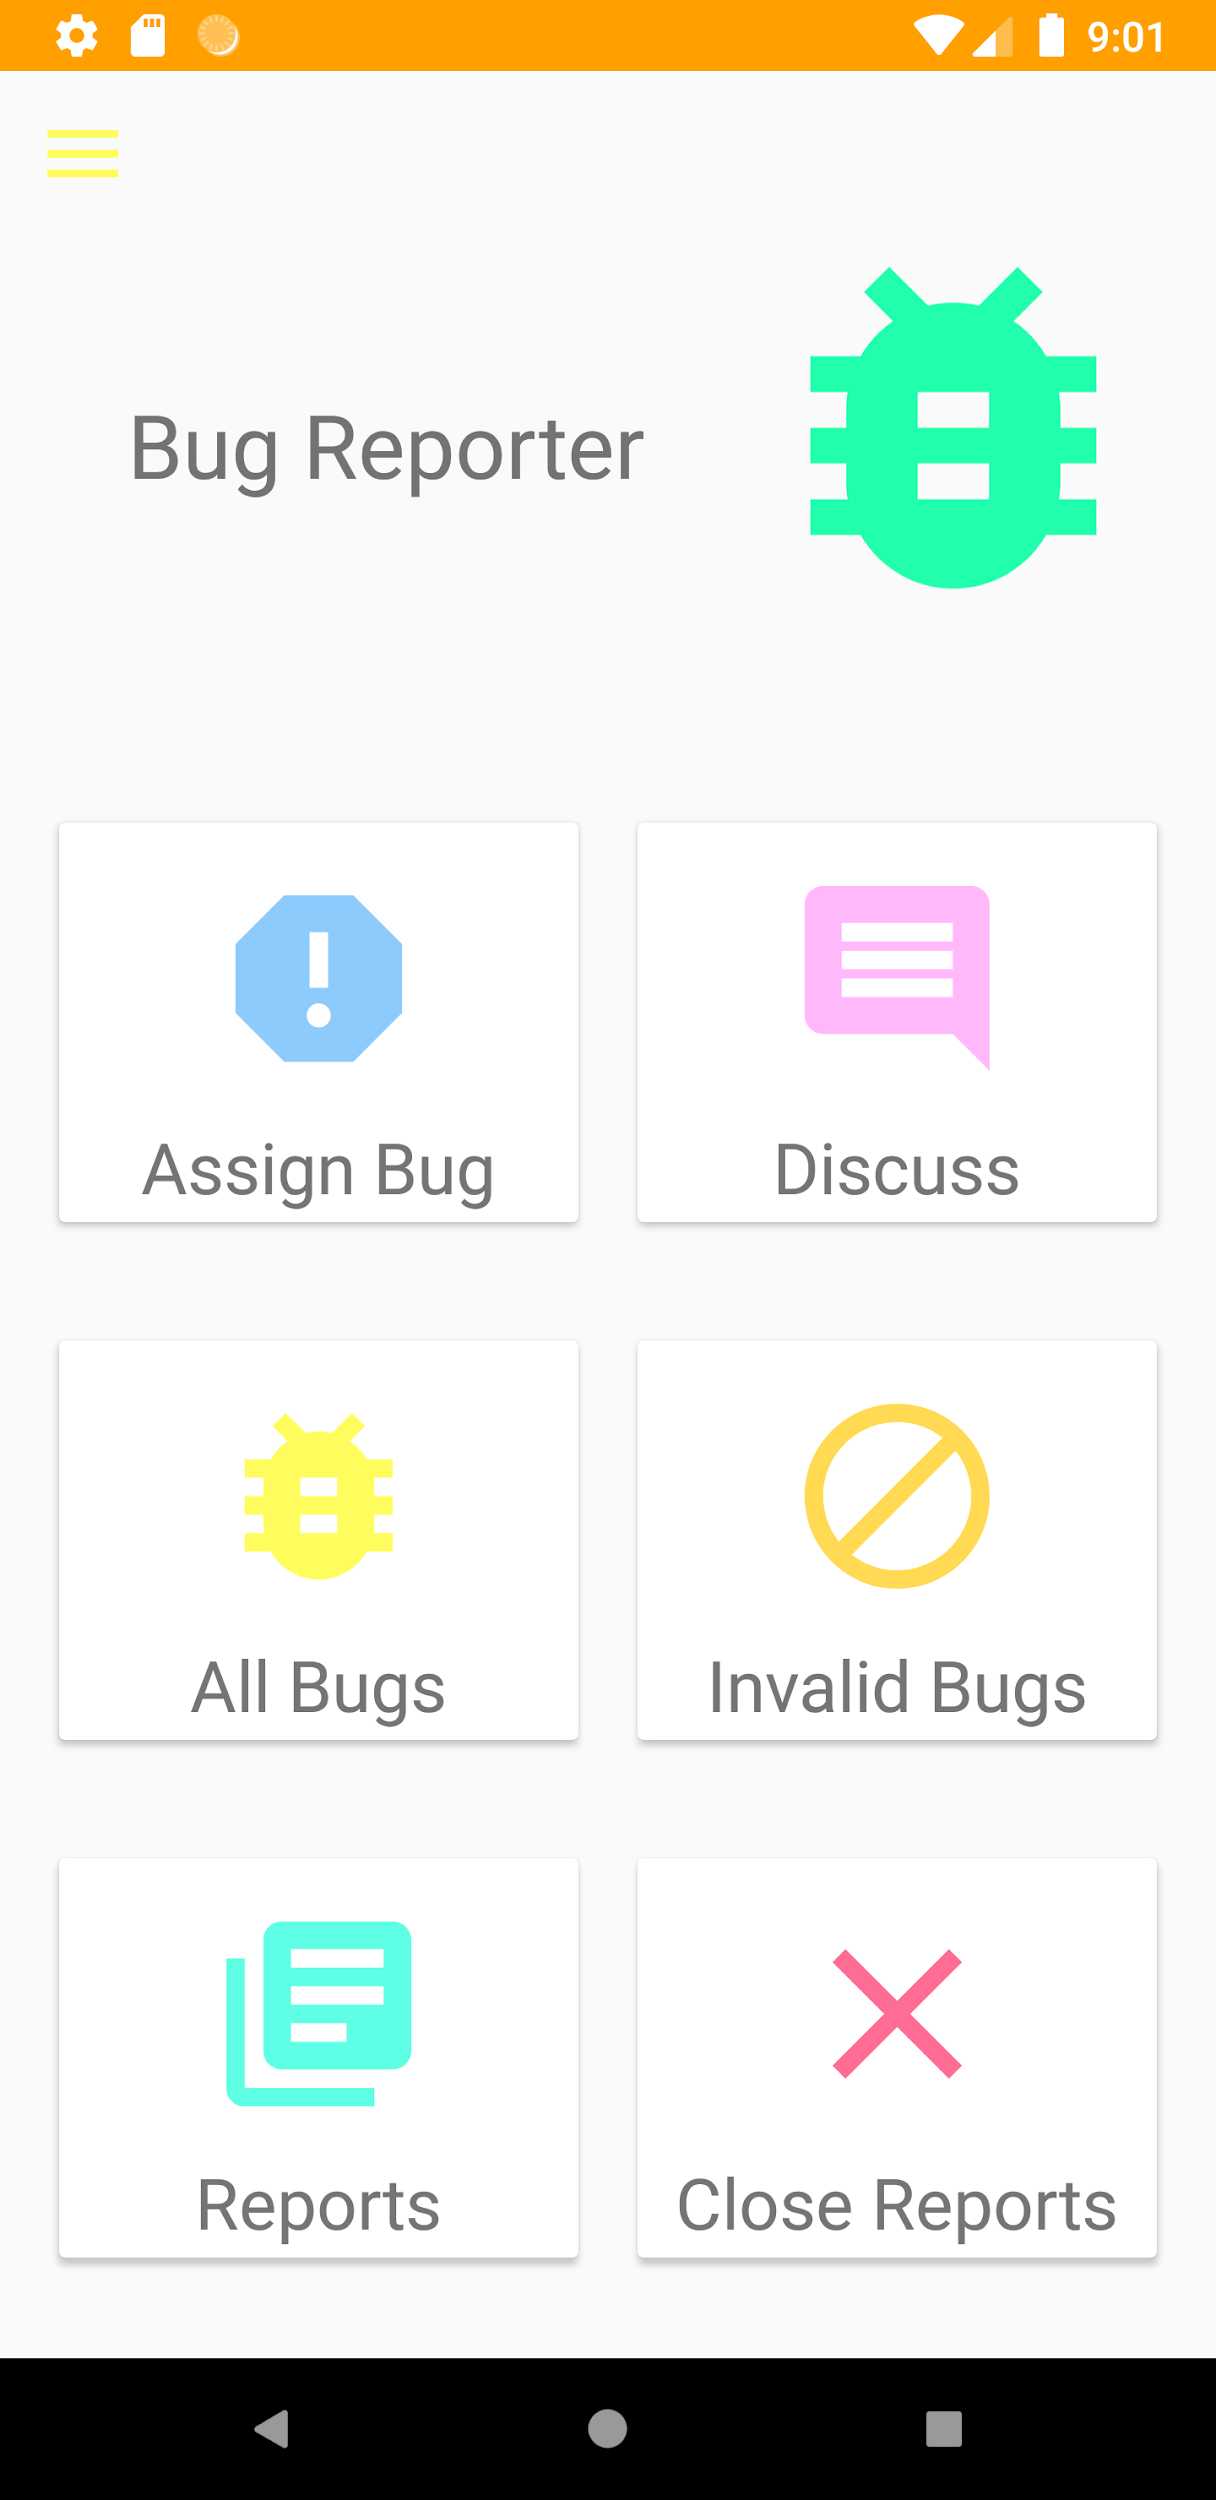 9:01
Bug Reporter
Assign Bug
Discuss
All Bugs
Invalid Bugs
Reports
Close Reports